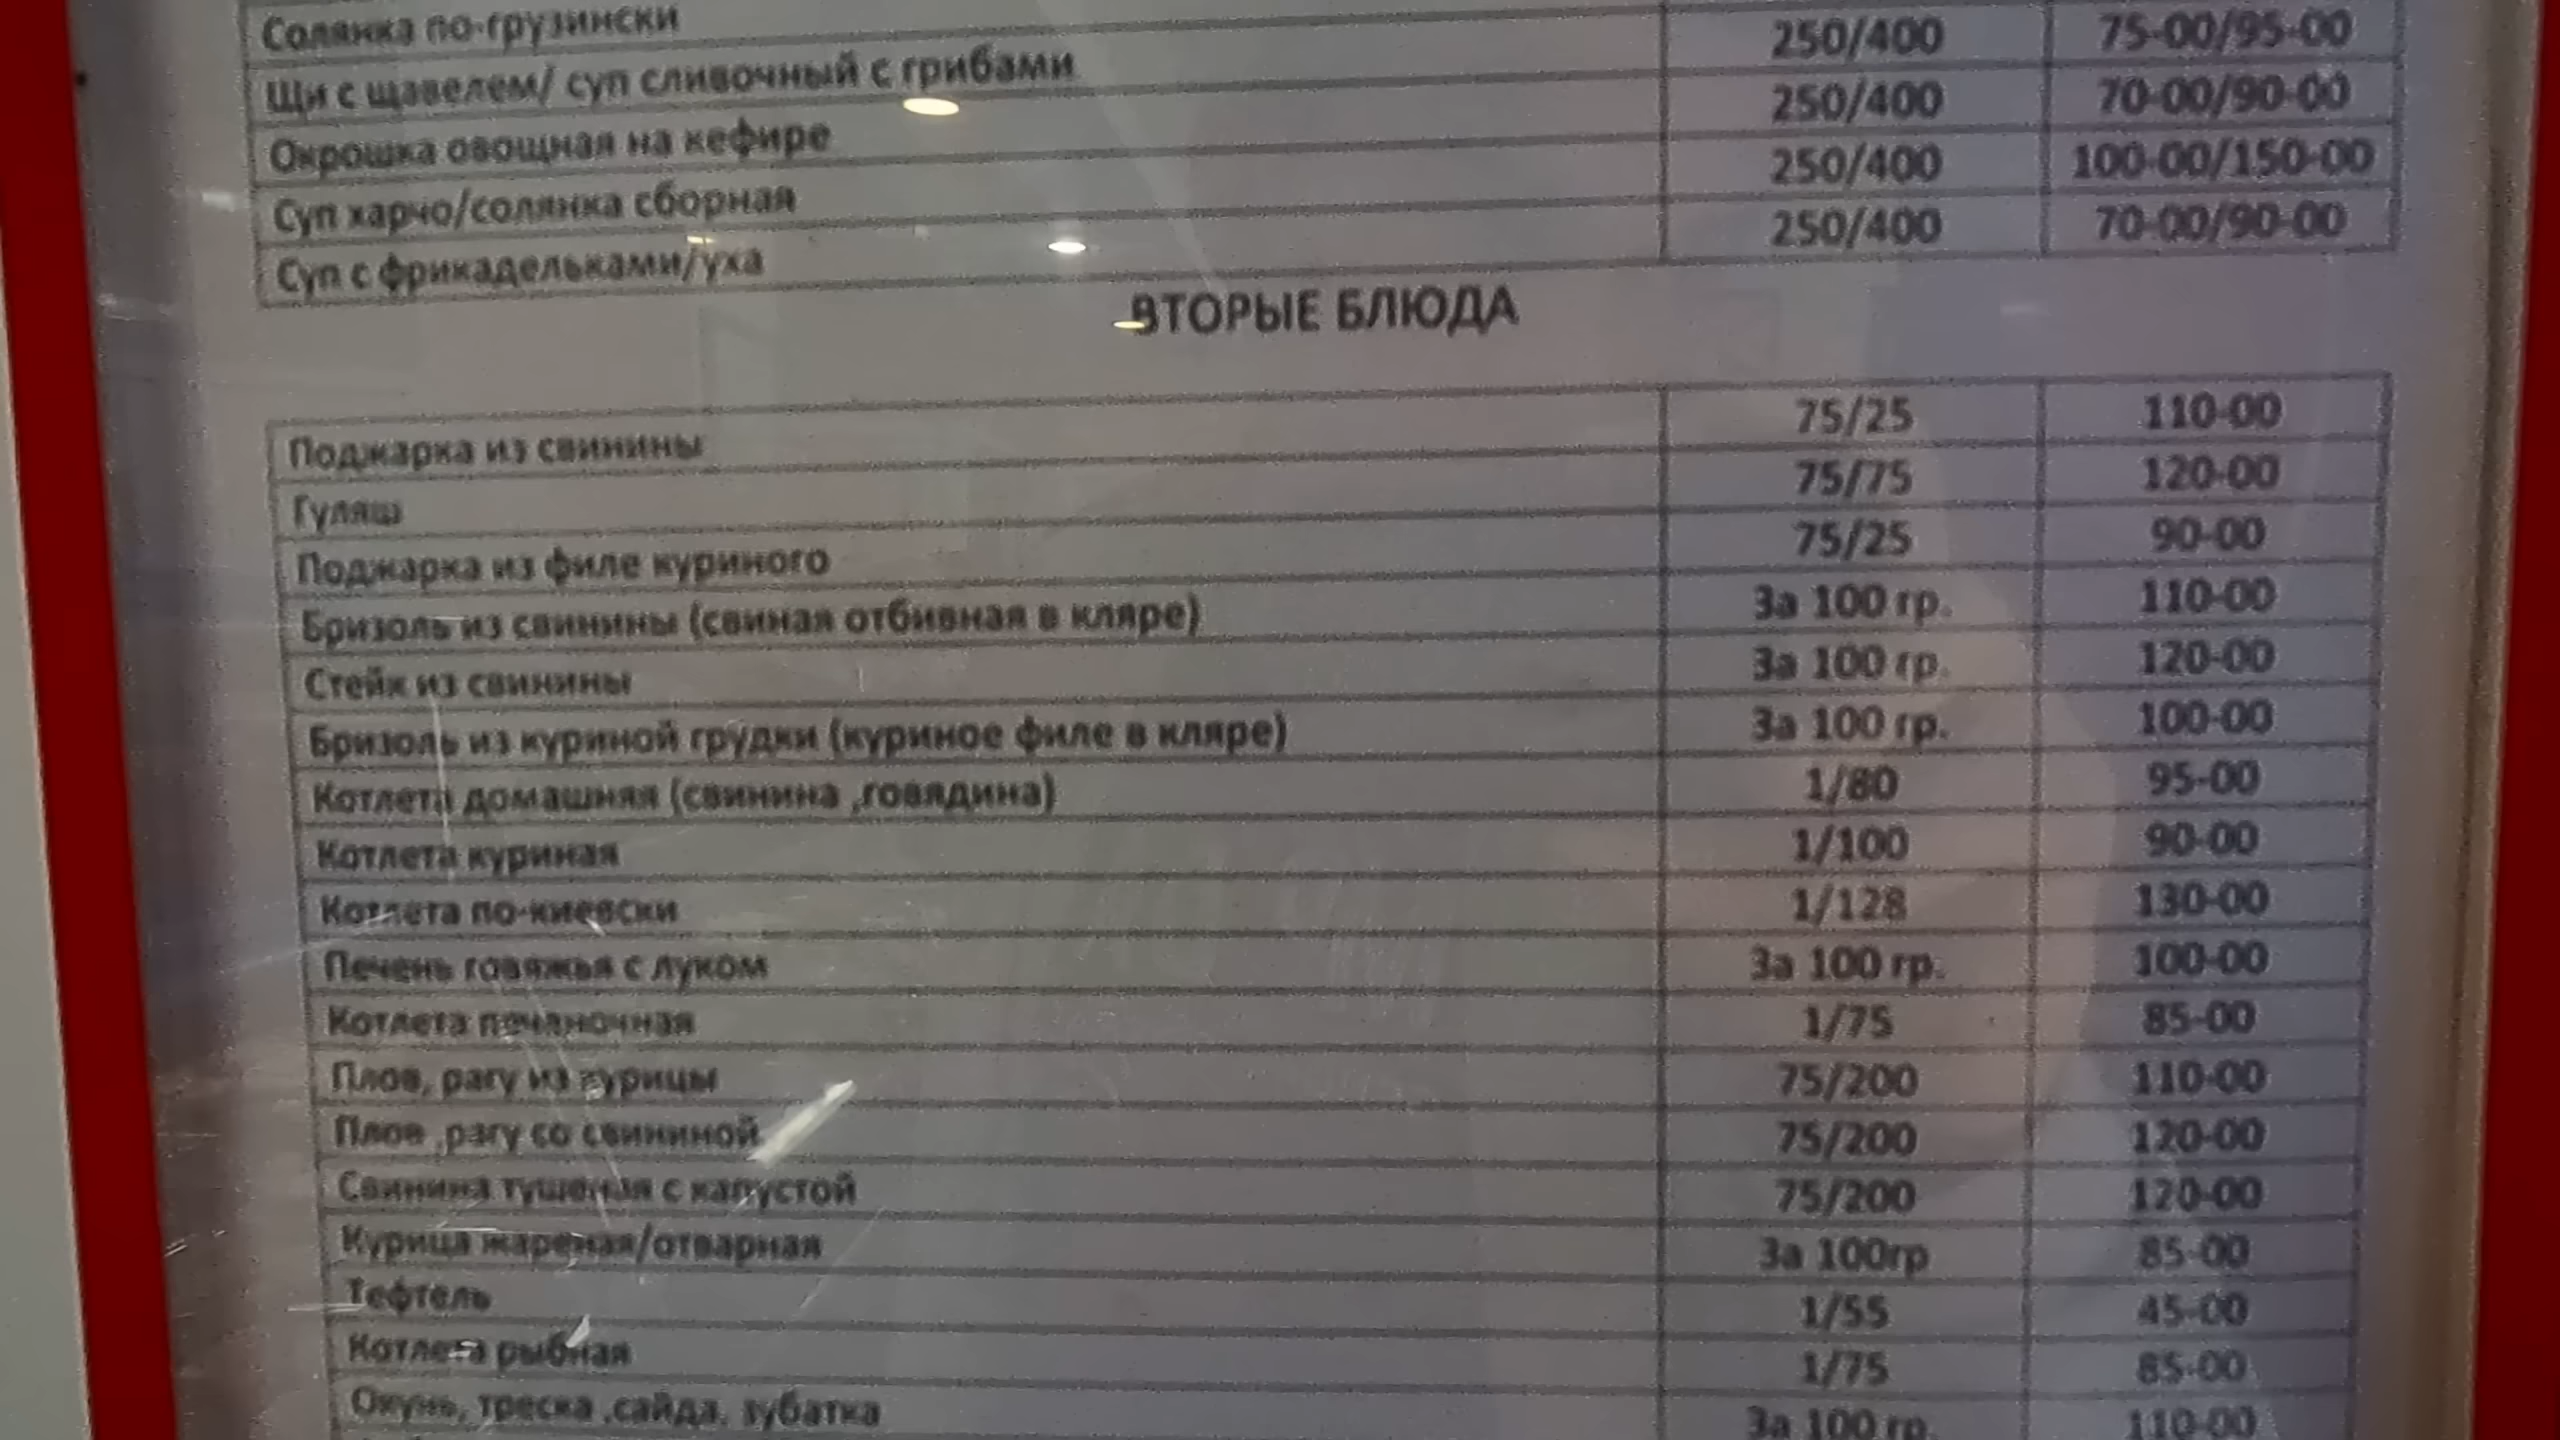 Солянка по-грузински
Щи с щавелем/ суп сливочный с грибами 250/400 75-00/95-00
Окрошка овощная на кефире 250/400 70-00/90-00
Суп харчо/солянка сборная 250/400 100-00/150-00
Суп с фрикадельками/уха 250/400 70-00/90-00
ВТОРЫЕ БЛЮДА
Поджарка из свинины 75/25 110-00
Гуляш 75/75 120-00
Поджарка из филе куриного 75/25 90-00
Бризоль из свинины (свиная отбивная в кляре) За 100 гр. 110-00
Стейк из свинины За 100 гр. 120-00
Бризоль из куриной грудки (куриное филе в кляре) За 100 гр. 100-00
Котлета домашняя (свинина ,говядина) 1/80 95-00
Котлета куриная 1/100 90-00
Котлета по-киевски 1/128 130-00
Печень говяжья с луком За 100 гр. 100-00
Котлета печаночная 1/75 85-00
Плов, рагу из курицы 75/200 110-00
Плов ,рагу со свининой 75/200 120-00
Свинина тушеная с капустой 75/200 120-00
Курица жареная/отварная За 100гр 85-00
Тефтель 1/55 45-00
Котлета рыбная 1/75 85-00
Окунь, треска ,сайда, зубатка За 100 гр. 110-00